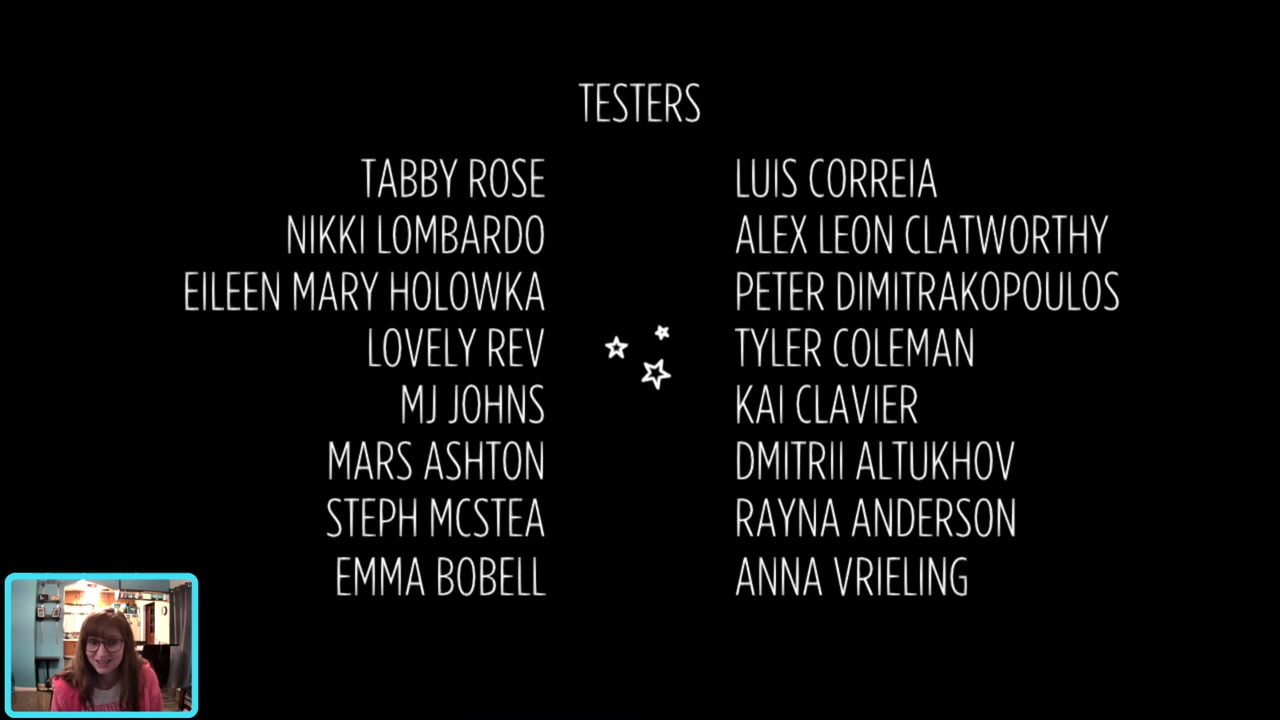 TESTERS
TABBY ROSE
NIKKI LOMBARDO
EILEEN MARY HOLOWKA
LOVELY REV
MJ JOHNS
MARS ASHTON
STEPH MCSTEA
EMMA BOBELL
LUIS CORREIA
ALEX LEON CLATWORTHY
PETER DIMITRAKOPOULOS
TYLER COLEMAN
KAI CLAVIER
DMITRII ALTUKHOV
RAYNA ANDERSON
ANNA VRIELING